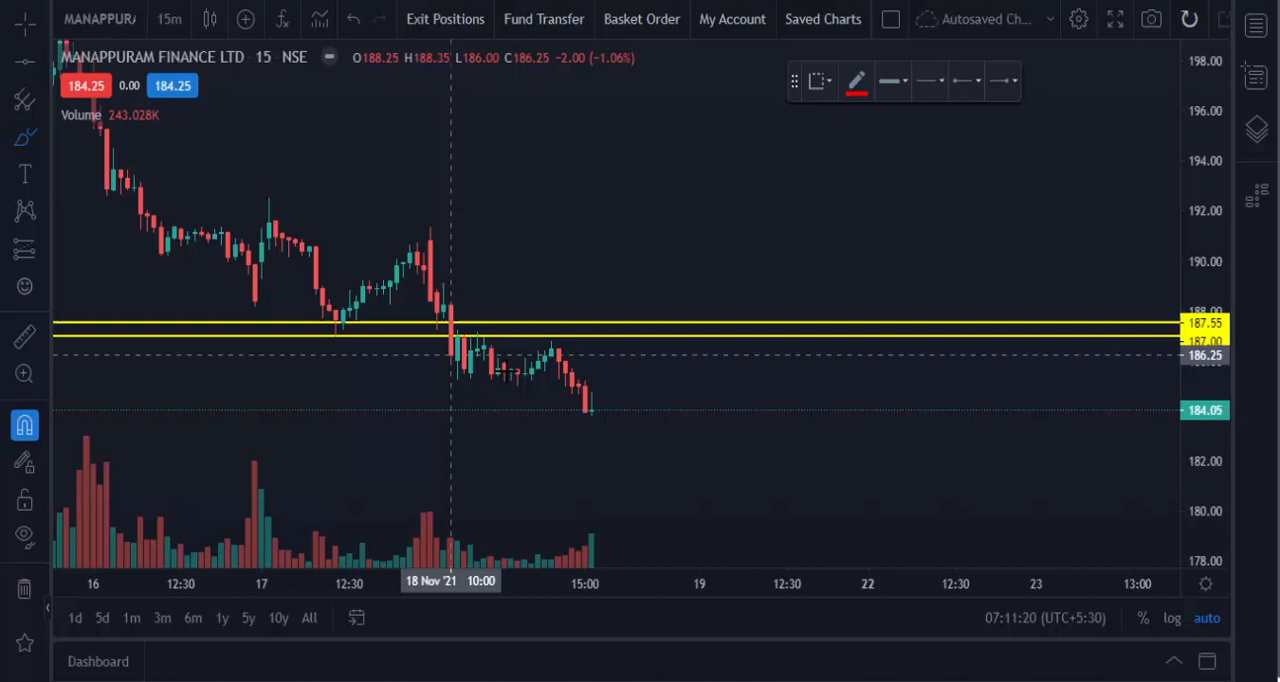 MANAPPURA 15m Exit Positions Fund Transfer Basket Order My Account Saved Charts Autosaved Ch...
MANAPPURAM FINANCE LTD 15 NSE O188.25 H188.35 L186.00 C186.25 -2.00 (-1.06%)
184.25 0.00 184.25
Volume 243.028K
198.00
196.00
194.00
192.00
190.00
188.00
187.55
187.00
186.25
184.05
182.00
180.00
178.00
16 12:30 17 12:30 18 Nov '21 10:00 15:00 19 12:30 22 12:30 23 13:00
1d 5d 1m 3m 6m 1y 5y 10y All 07:11:20 (UTC+5:30) % log auto
Dashboard